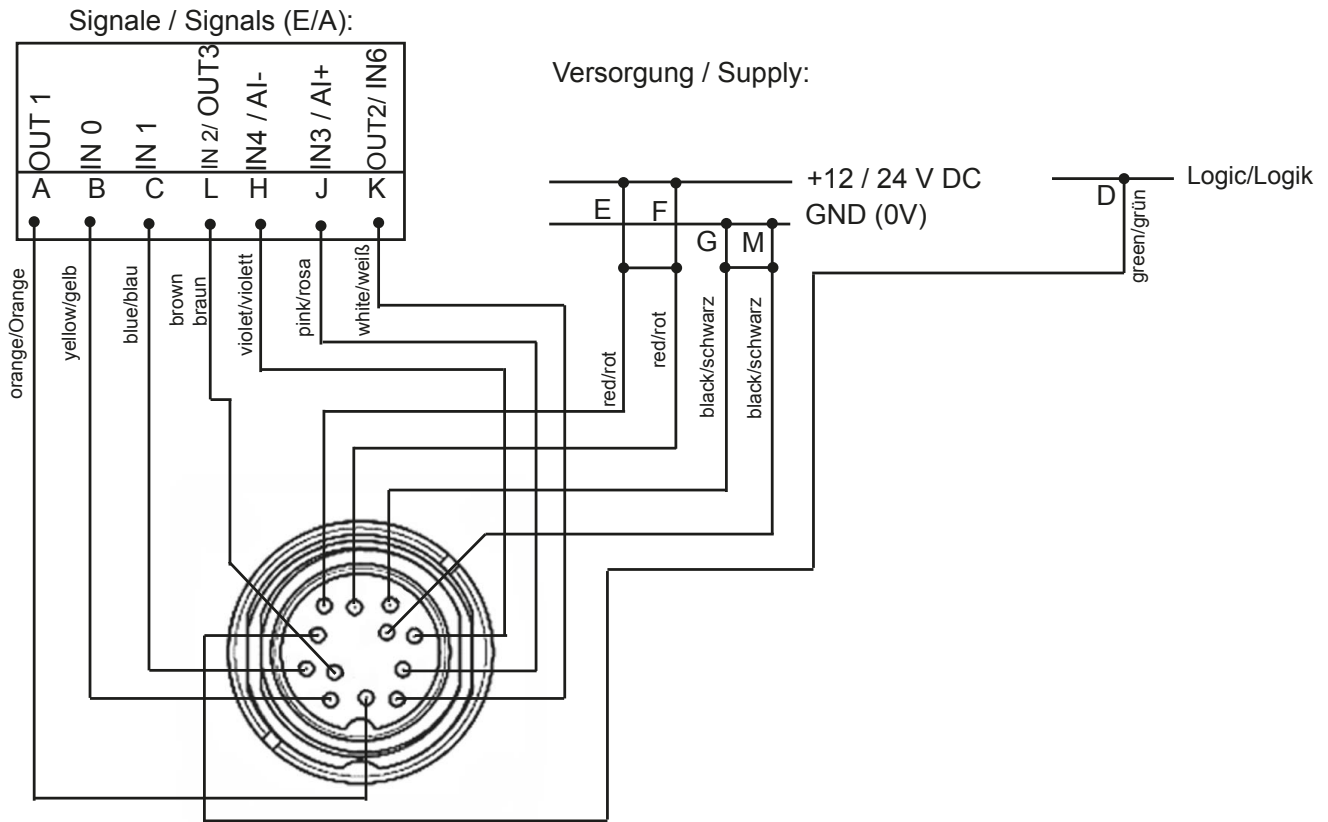 Signale / Signals (E/A):
OUT 1
IN 0
IN 1
IN 2/ OUT3
IN4 / AI-
IN3 / AI+
OUT2/ IN6
A
B
C
L
H
J
K
orange/Orange
yellow/gelb
blue/blau
brown
braun
violet/violett
pink/rosa
white/weiß
Versorgung / Supply:
+12 / 24 V DC
GND (0V)
E
F
G
M
red/rot
red/rot
black/schwarz
black/schwarz
Logic/Logik
D
green/grün